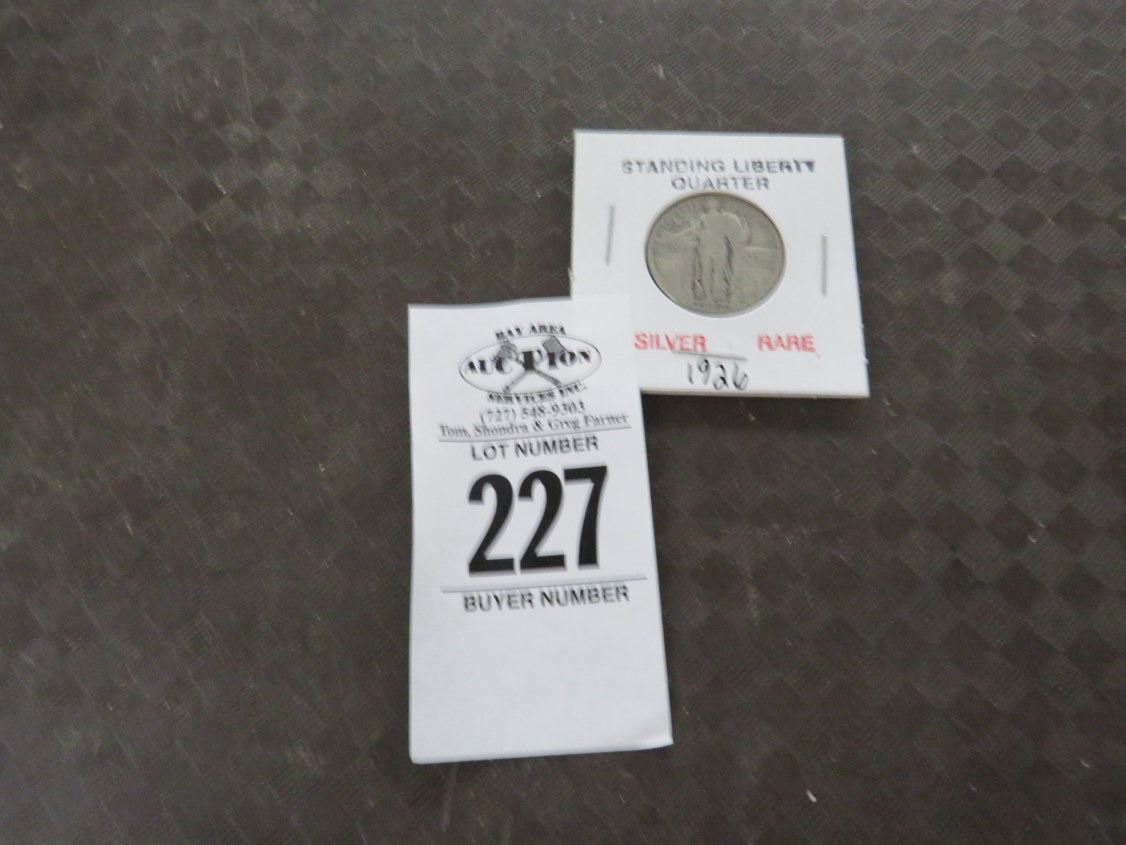 STANDING LIBERTY
QUARTER
SILVER RARE
1926
BAY AREA
AUCTION
SERVICES INC.
(727) 548-9303
Tom, Shondra & Greg Farner
LOT NUMBER
227
BUYER NUMBER